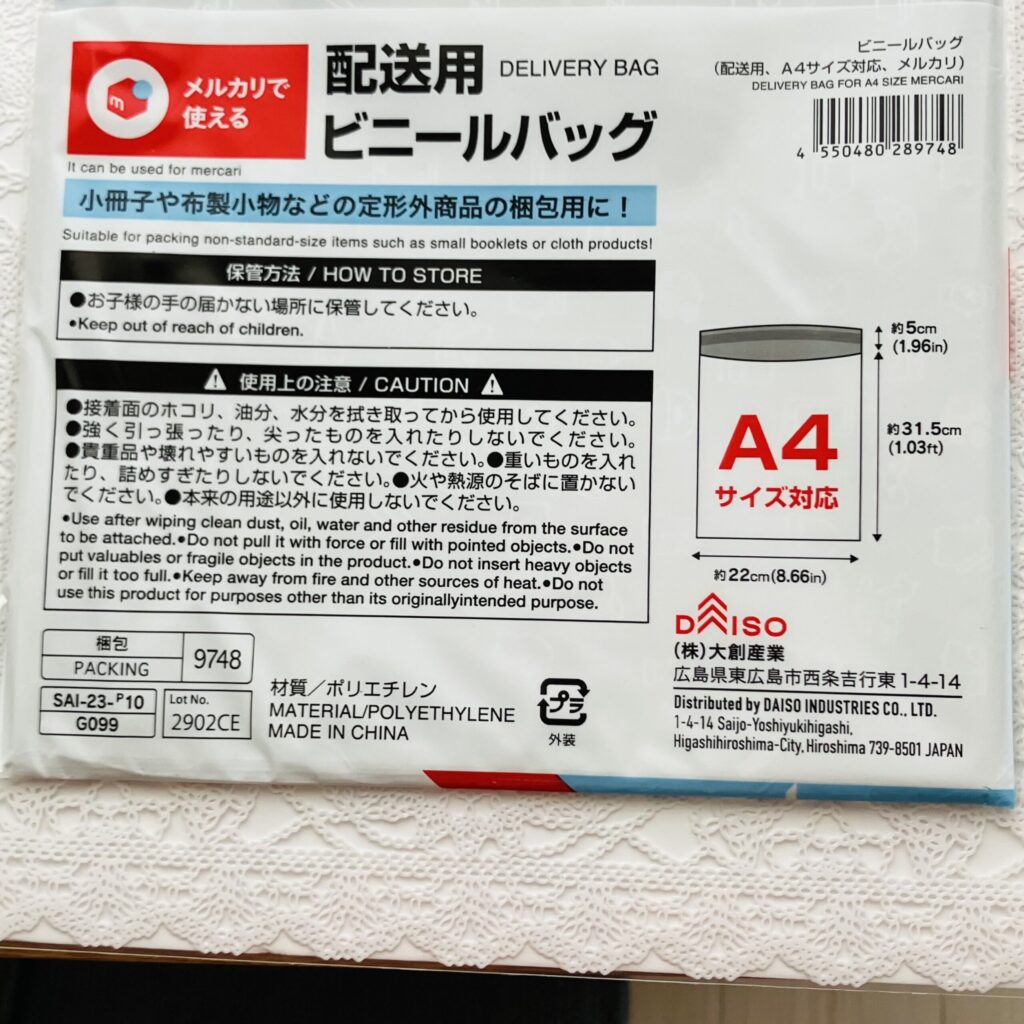 m
メルカリで
使える
It can be used for mercari
配送用 DELIVERY BAG
ビニールバッグ
ビニールバッグ
(配送用、A4サイズ対応、メルカリ)
DELIVERY BAG FOR A4 SIZE MERCARI
4 550480 289748
小冊子や布製小物などの定形外商品の梱包用に!
Suitable for packing non-standard-size items such as small booklets or cloth products!
保管方法 / HOW TO STORE
●お子様の手の届かない場所に保管してください。
•Keep out of reach of children.
使用上の注意 / CAUTION
●接着面のホコリ、油分、水分を拭き取ってから使用してください。
●強く引っ張ったり、尖ったものを入れたりしないでください。
●貴重品や壊れやすいものを入れないでください。●重いものを入れ
たり、詰めすぎたりしないでください。●火や熱源のそばに置かない
でください。●本来の用途以外に使用しないでください。
•Use after wiping clean dust, oil, water and other residue from the surface
to be attached.•Do not pull it with force or fill with pointed objects.•Do not
put valuables or fragile objects in the product.•Do not insert heavy objects
or fill it too full.•Keep away from fire and other sources of heat.•Do not
use this product for purposes other than its originallyintended purpose.
約5cm
(1.96in)
約31.5cm
(1.03ft)
A4
サイズ対応
約22cm(8.66in)
梱包
PACKING
9748
SAI-23-P10
G099
Lot No.
2902CE
材質/ポリエチレン
MATERIAL/POLYETHYLENE
MADE IN CHINA
プラ
外装
DAISO
(株)大創産業
広島県東広島市西条吉行東 1-4-14
Distributed by DAISO INDUSTRIES CO., LTD.
1-4-14 Saijo-Yoshiyukihigashi,
Higashihiroshima-City, Hiroshima 739-8501 JAPAN